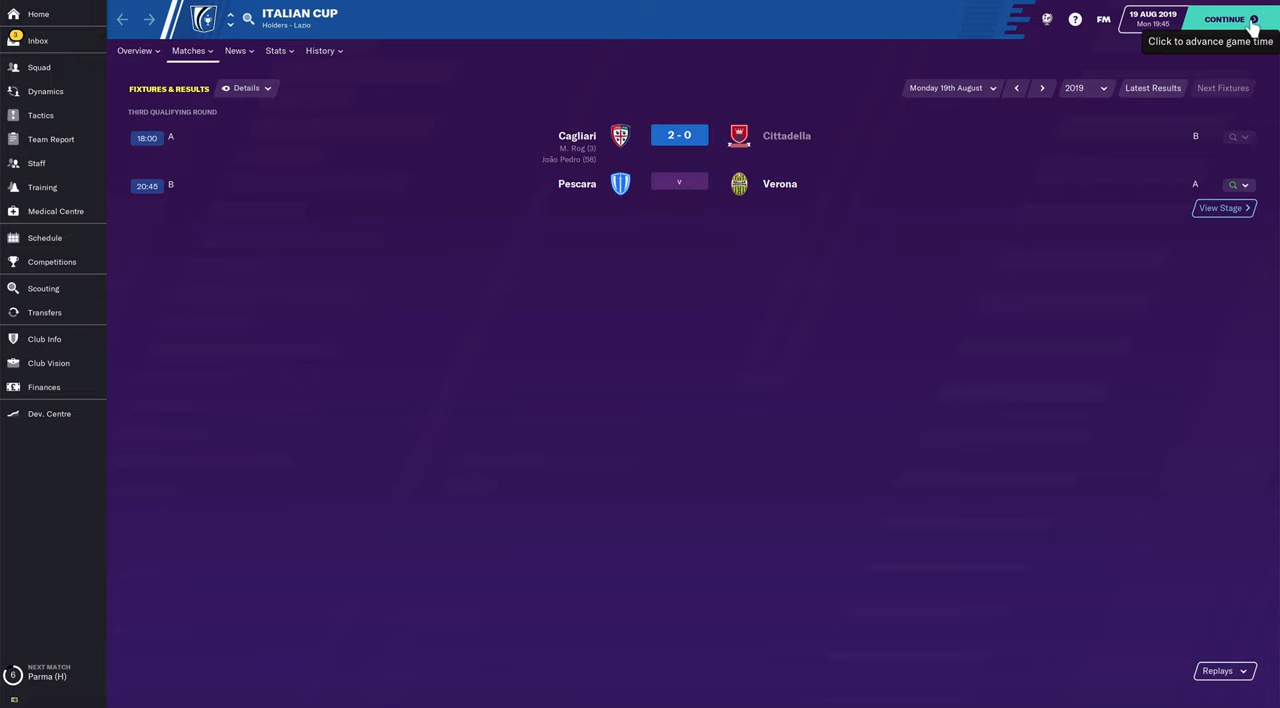 Home
ITALIAN CUP
Holders - Lazio
FM
19 AUG 2019
Mon 19:45
CONTINUE
Click to advance game time
3
Inbox
Overview
Matches
News
Stats
History
Squad
Dynamics
Tactics
Team Report
Staff
Training
Medical Centre
Schedule
Competitions
Scouting
Transfers
Club Info
Club Vision
Finances
Dev. Centre
FIXTURES & RESULTS
Details
Monday 19th August
2019
Latest Results
Next Fixtures
THIRD QUALIFYING ROUND
18:00 A Cagliari 2 - 0 Cittadella B
M. Rog (3)
João Pedro (58)
20:45 B Pescara v Verona A
View Stage
6
NEXT MATCH
Parma (H)
Replays